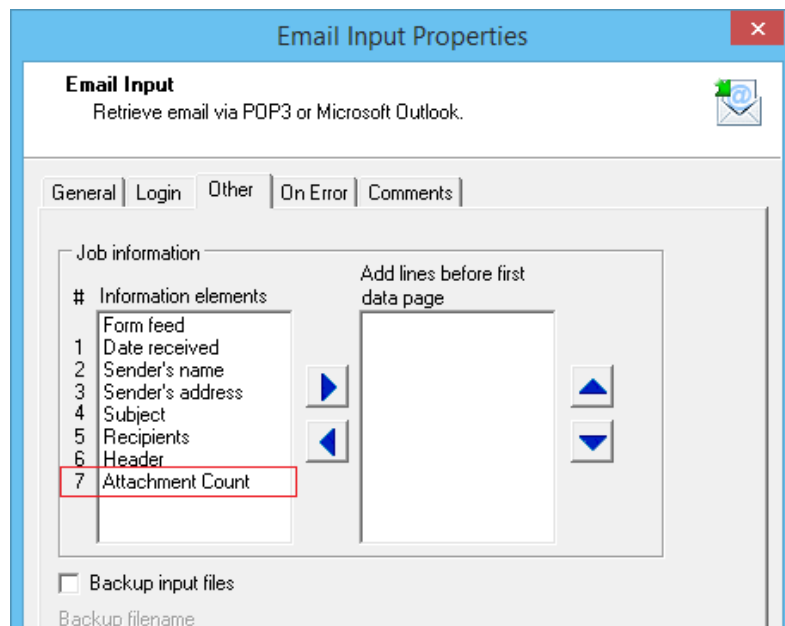 Email Input Properties
Email Input
Retrieve email via POP3 or Microsoft Outlook.
General Login Other On Error Comments
Job information
# Information elements
Add lines before first
data page
Form feed
1 Date received
2 Sender's name
3 Sender's address
4 Subject
5 Recipients
6 Header
7 Attachment Count
Backup input files
Backup filename